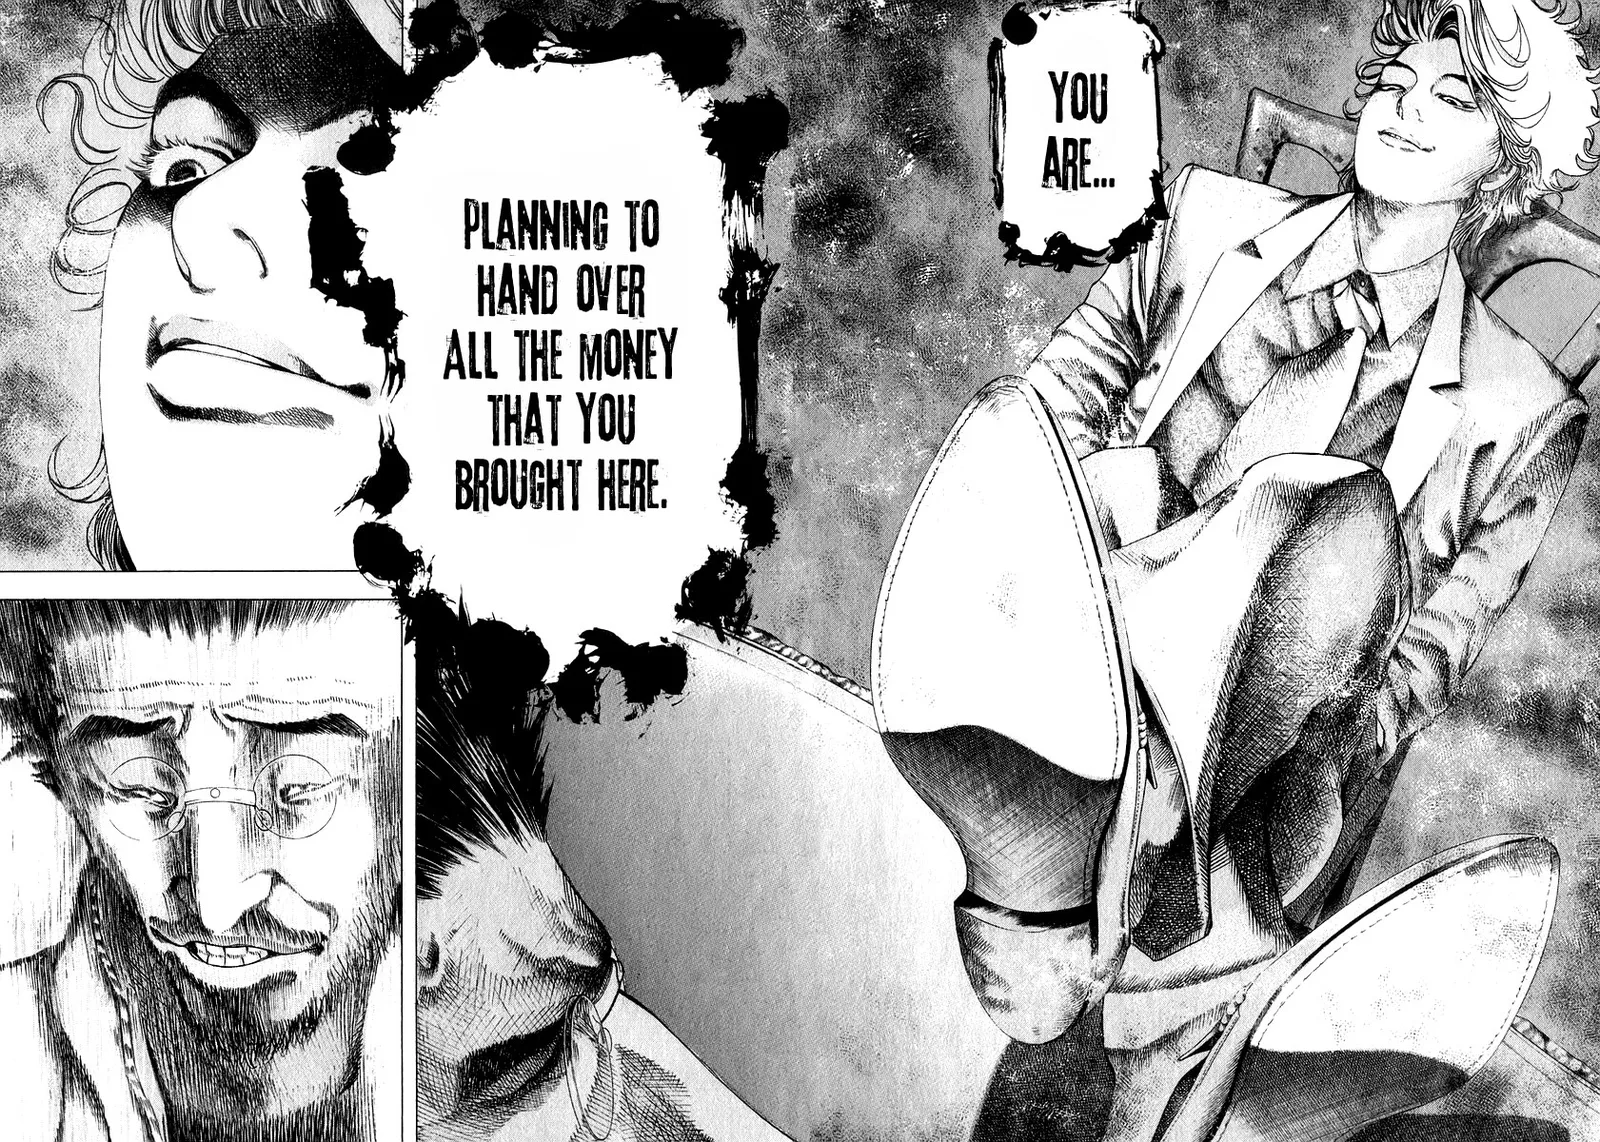 YOU
ARE...
PLANNING TO
HAND OVER
ALL THE MONEY
THAT YOU
BROUGHT HERE.